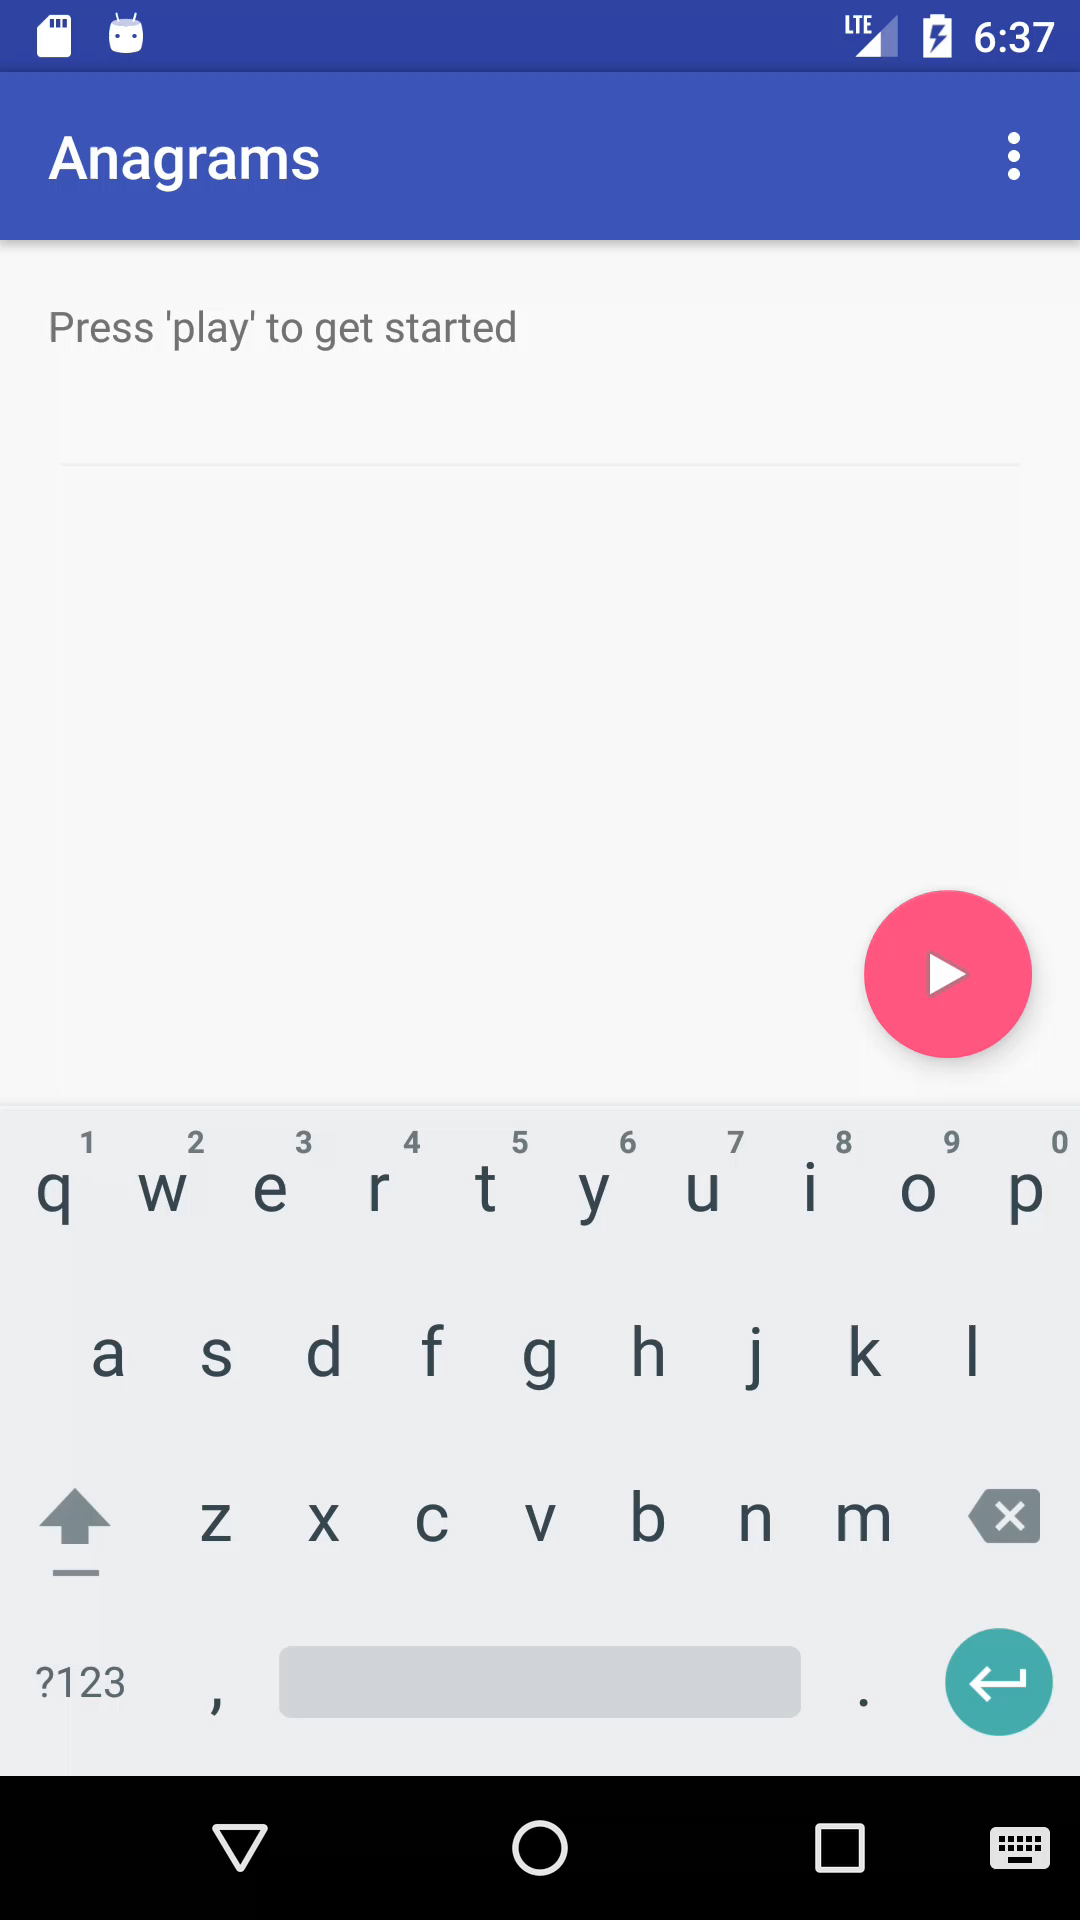 LTE 6:37
Anagrams
Press 'play' to get started
1 2 3 4 5 6 7 8 9 0
q w e r t y u i o p
a s d f g h j k l
z x c v b n m
?123 , .